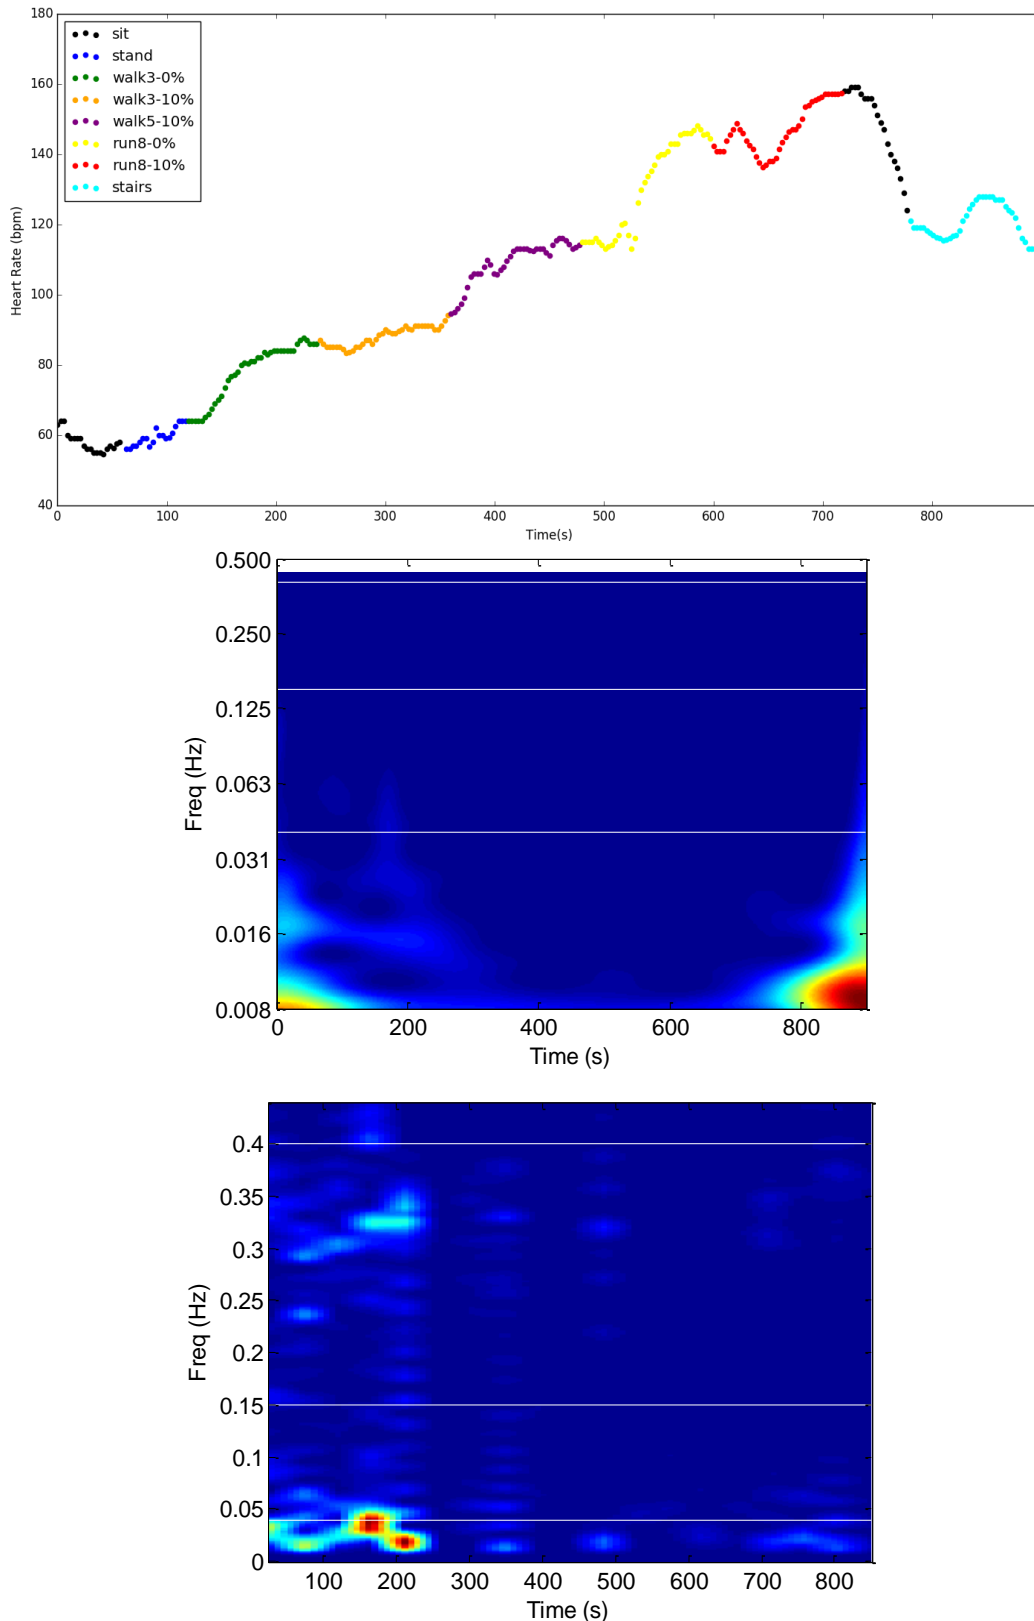 180
sit
stand
walk3-0%
walk3-10%
walk5-10%
run8-0%
run8-10%
stairs
160
140
120
100
80
60
40
Heart Rate (bpm)
0 100 200 300 400 500 600 700 800
Time(s)
0.500
0.250
0.125
0.063
0.031
0.016
0.008
Freq (Hz)
0 200 400 600 800
Time (s)
0.4
0.35
0.3
0.25
0.2
0.15
0.1
0.05
0
Freq (Hz)
100 200 300 400 500 600 700 800
Time (s)